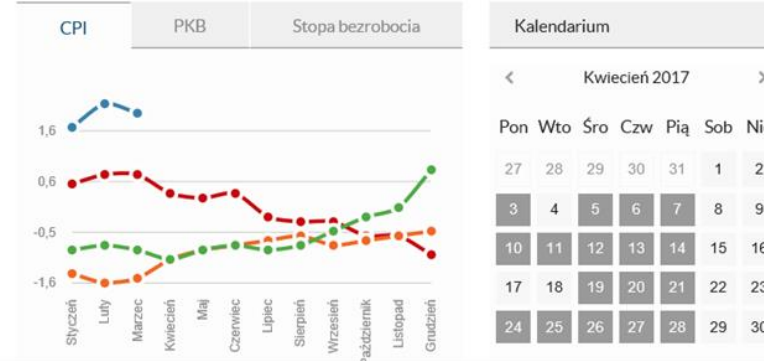 CPI PKB Stopa bezrobocia
1,6
0,6
-0,5
-1,6
Styczeń Luty Marzec Kwiecień Maj Czerwiec Lipiec Sierpień Wrzesień Październik Listopad Grudzień
Kalendarium
< Kwiecień 2017 >
Pon Wto Śro Czw Pią Sob Nie
27 28 29 30 31 1 2
3 4 5 6 7 8 9
10 11 12 13 14 15 16
17 18 19 20 21 22 23
24 25 26 27 28 29 30